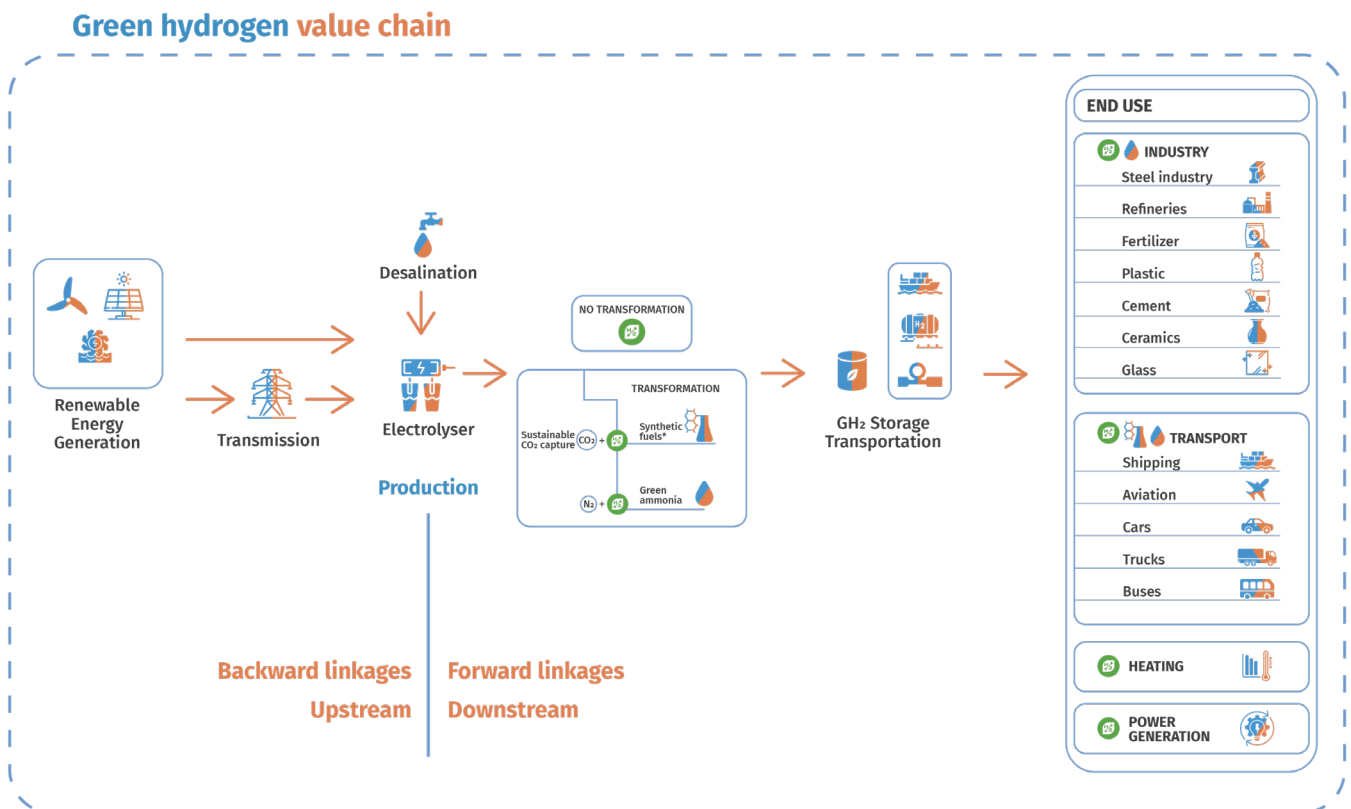 Green hydrogen value chain
Renewable
Energy
Generation
Transmission
Desalination
Electrolyser
Production
NO TRANSFORMATION
TRANSFORMATION
Sustainable
CO₂ capture
CO₂
+
Synthetic
fuels*
N₂
+
Green
ammonia
H2
GH₂ Storage
Transportation
Backward linkages
Upstream
Forward linkages
Downstream
END USE
INDUSTRY
Steel industry
Refineries
Fertilizer
Plastic
Cement
Ceramics
Glass
TRANSPORT
Shipping
Aviation
Cars
Trucks
Buses
HEATING
POWER
GENERATION